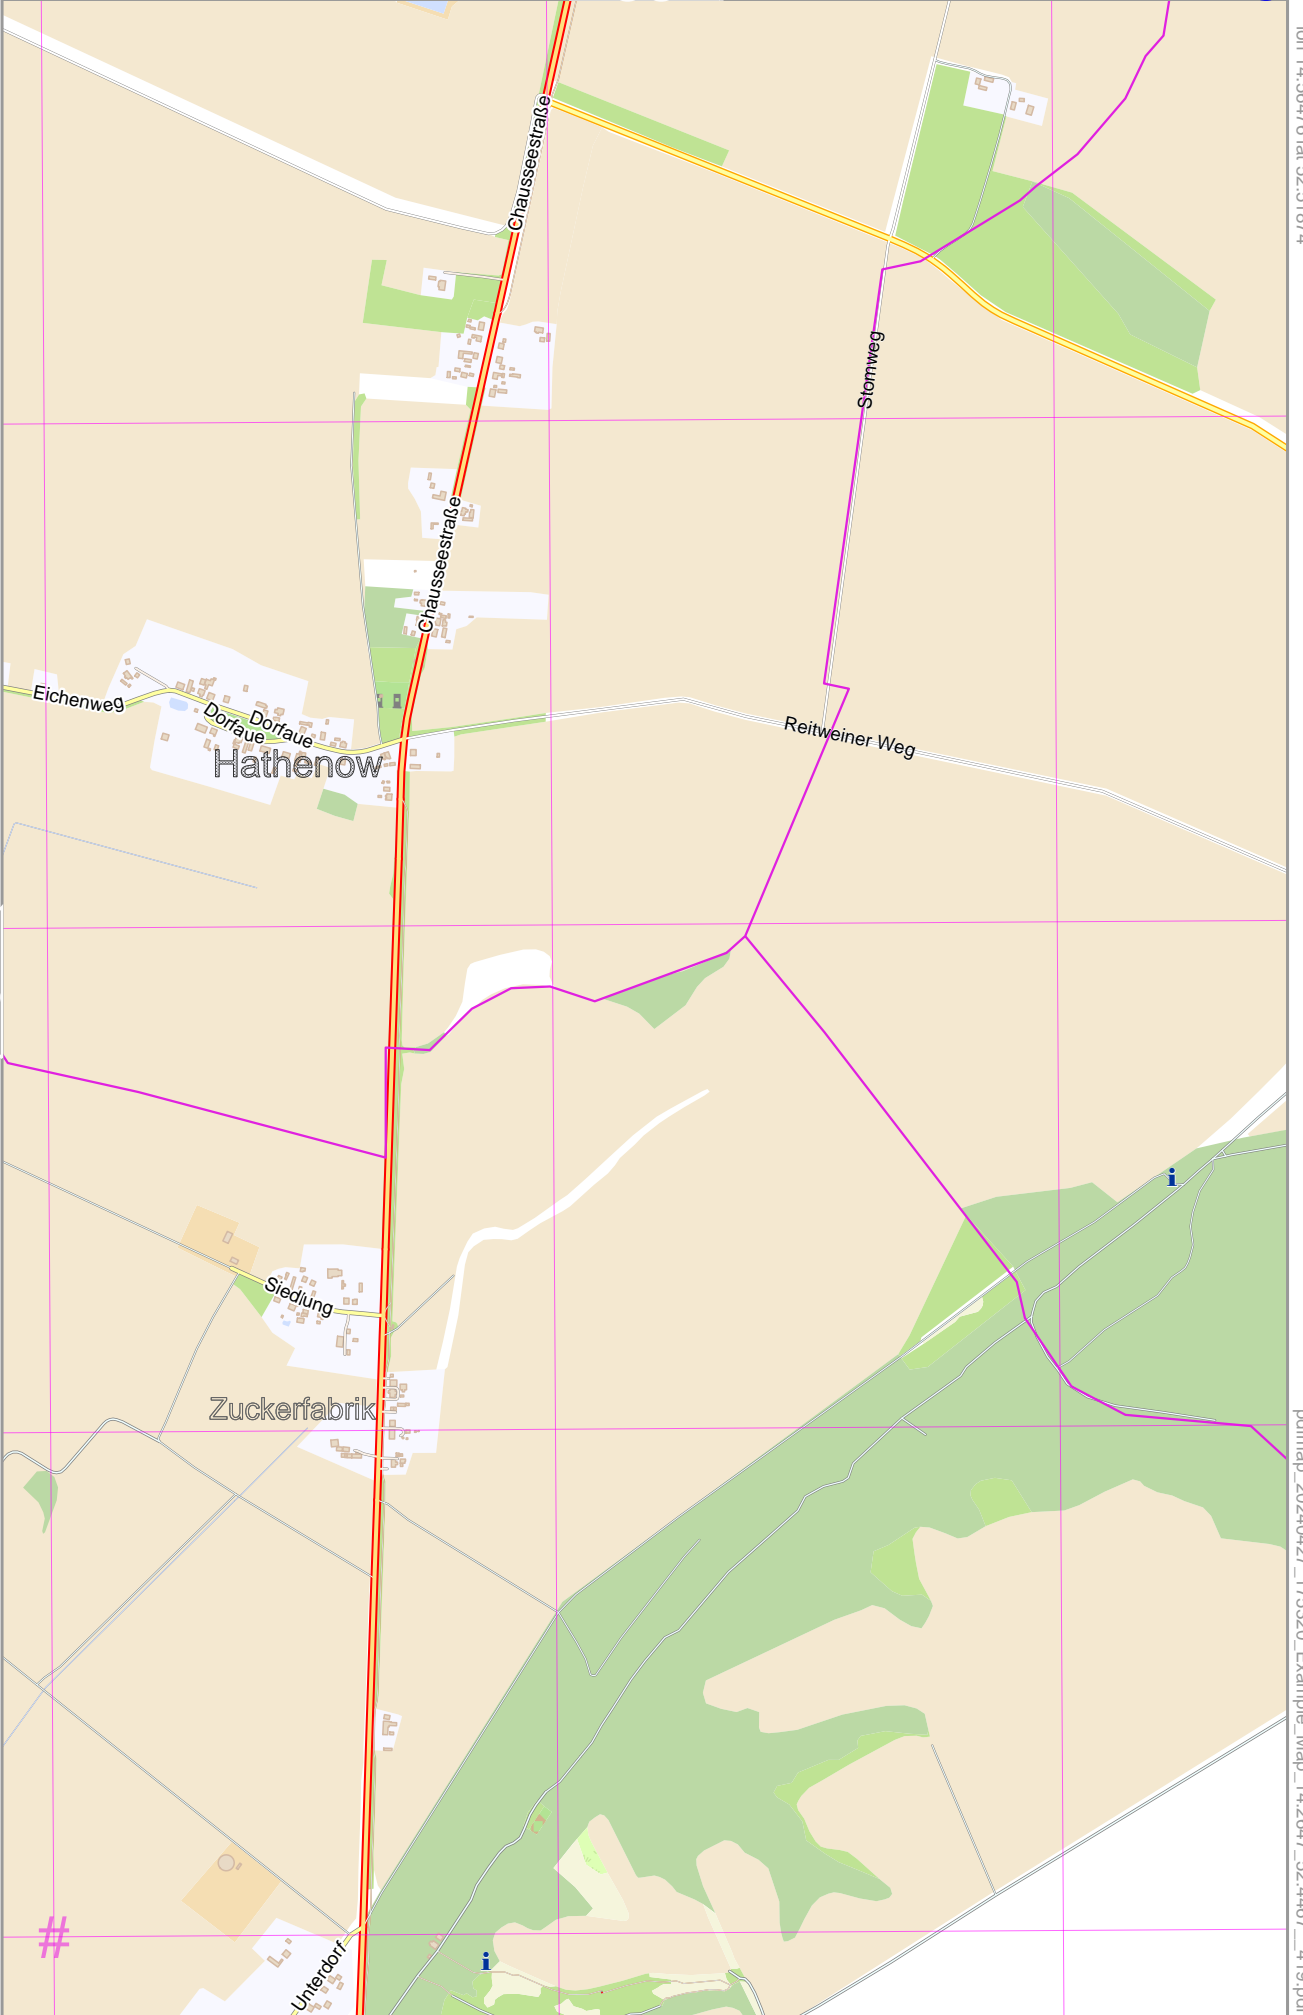 Chausseestraße
Stomweg
Chausseestraße
Eichenweg
Dorfaue
Dorfaue
Reitweiner Weg
Hathenow
i
Siedlung
Zuckerfabrik
#
i
Unterdorf